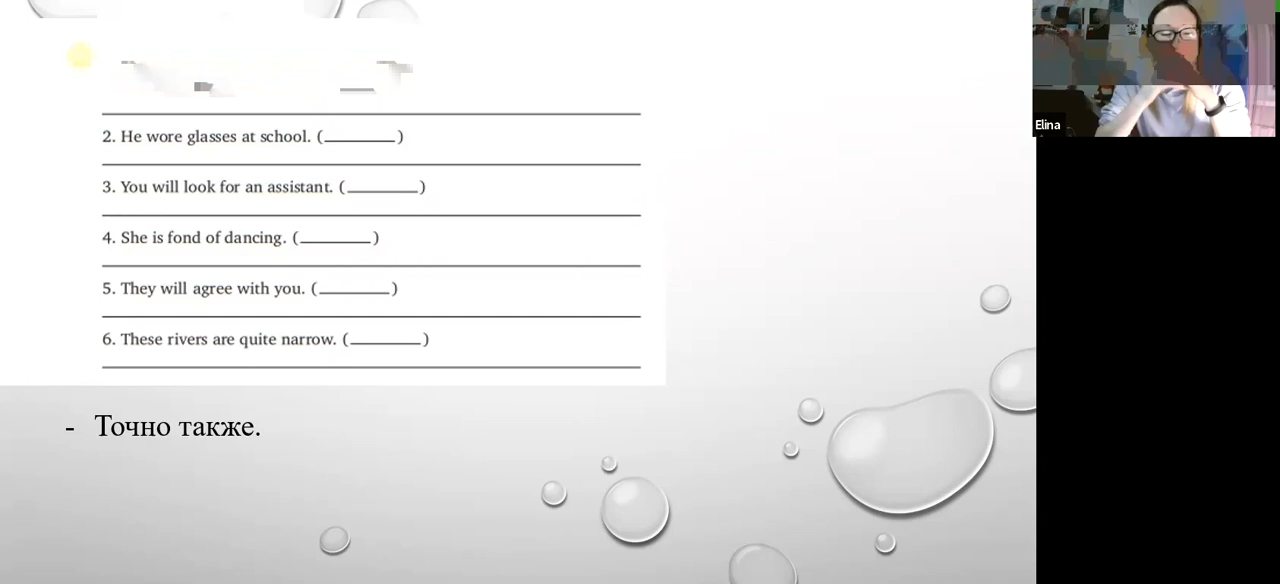 2. He wore glasses at school. (________)
3. You will look for an assistant. (________)
4. She is fond of dancing. (________)
5. They will agree with you. (________)
6. These rivers are quite narrow. (________)
- Точно также.
Elina